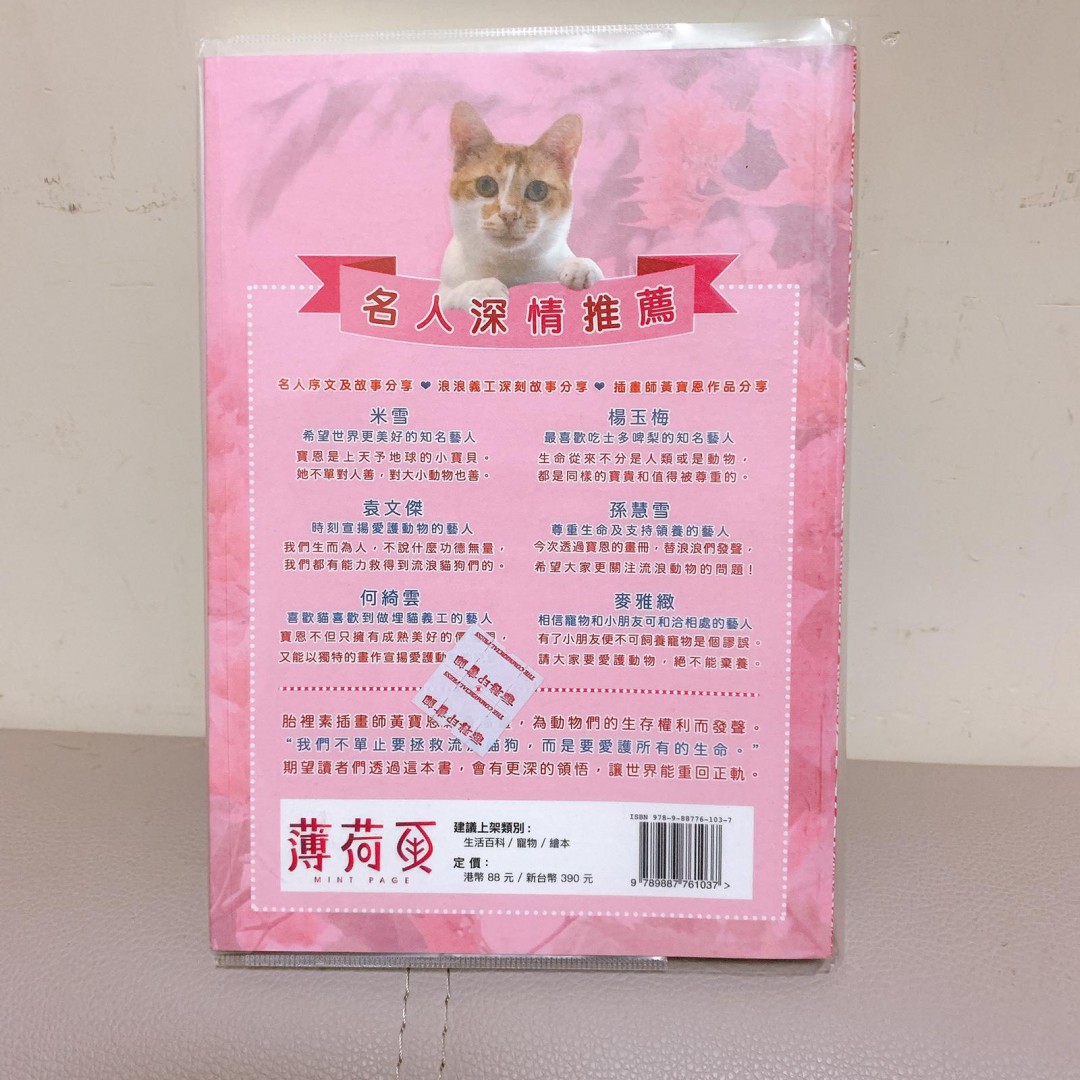 名人深情推薦
名人序文及故事分享 ❤ 浪浪義工深刻故事分享 ❤ 插畫師黃寶恩作品分享
米雪
希望世界更美好的知名藝人
寶恩是上天予地球的小寶貝。
她不單對人善，對大小動物也善。
楊玉梅
最喜歡吃士多啤梨的知名藝人
生命從來不分是人類或是動物，
都是同樣的寶貴和值得被尊重的。
袁文傑
時刻宣揚愛護動物的藝人
我們生而為人，不說什麼功德無量，
我們都有能力救得到流浪貓狗們的。
孫慧雪
尊重生命及支持領養的藝人
今次透過寶恩的畫冊，替浪浪們發聲，
希望大家更關注流浪動物的問題！
何綺雲
喜歡貓喜歡到做埋貓義工的藝人
寶恩不但只擁有成熟美好的
又能以獨特的畫作宣揚愛護動
麥雅緻
相信寵物和小朋友可和洽相處的藝人
有了小朋友便不可飼養寵物是個謬誤。
請大家要愛護動物，絕不能棄養。
商務印書館
THE COMMERCIAL PRESS
商務印書館
THE COMMERCIAL PRESS
胎裡素插畫師黃寶恩，為動物們的生存權利而發聲。
“我們不單止要拯救流浪貓狗，而是要愛護所有的生命。”
期望讀者們透過這本書，會有更深的領悟，讓世界能重回正軌。
薄荷頁
MINT PAGE
建議上架類別：
生活百科 / 寵物 / 繪本
定價：
港幣 88 元 / 新台幣 390 元
ISBN 978-9-88776-103-7
9 789887 761037 >